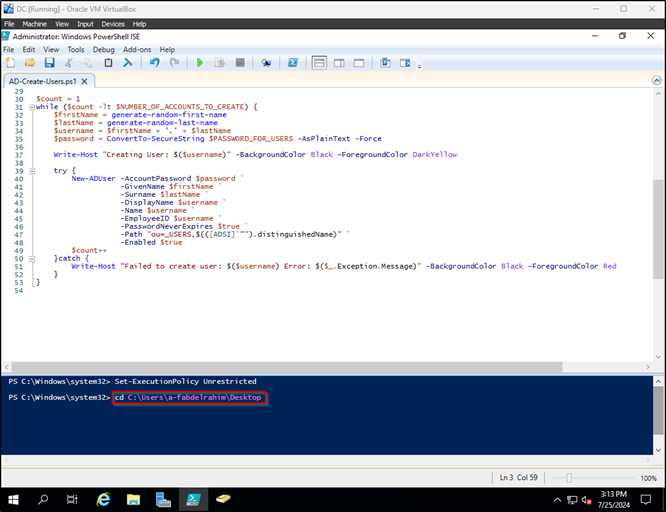 DC [Running] - Oracle VM VirtualBox
File Machine View Input Devices Help
Administrator: Windows PowerShell ISE
File Edit View Tools Debug Add-ons Help
AD-Create-Users.ps1 X
29
30 $count = 1
31 while ($count -lt $NUMBER_OF_ACCOUNTS_TO_CREATE) {
32 $firstName = generate-random-first-name
33 $lastName = generate-random-last-name
34 $username = $firstName + '.' + $lastName
35 $password = ConvertTo-SecureString $PASSWORD_FOR_USERS -AsPlainText -Force
36
37 Write-Host "Creating User: $($username)" -BackgroundColor Black -ForegroundColor DarkYellow
38
39 try {
40 New-ADUser -AccountPassword $password `
41 -GivenName $firstName `
42 -Surname $lastName `
43 -DisplayName $username `
44 -Name $username `
45 -EmployeeID $username `
46 -PasswordNeverExpires $true `
47 -Path "ou=_USERS,$(([ADSI]`"").distinguishedName)" `
48 -Enabled $true
49 $count++
50 }catch {
51 Write-Host "Failed to create user: $($username) Error: $($_.Exception.Message)" -BackgroundColor Black -ForegroundColor Red
52 }
53 }
54
PS C:\Windows\system32> Set-ExecutionPolicy Unrestricted
PS C:\Windows\system32> cd C:\Users\a-fabdelrahim\Desktop
Ln 3 Col 59 100%
3:13 PM
7/25/2024